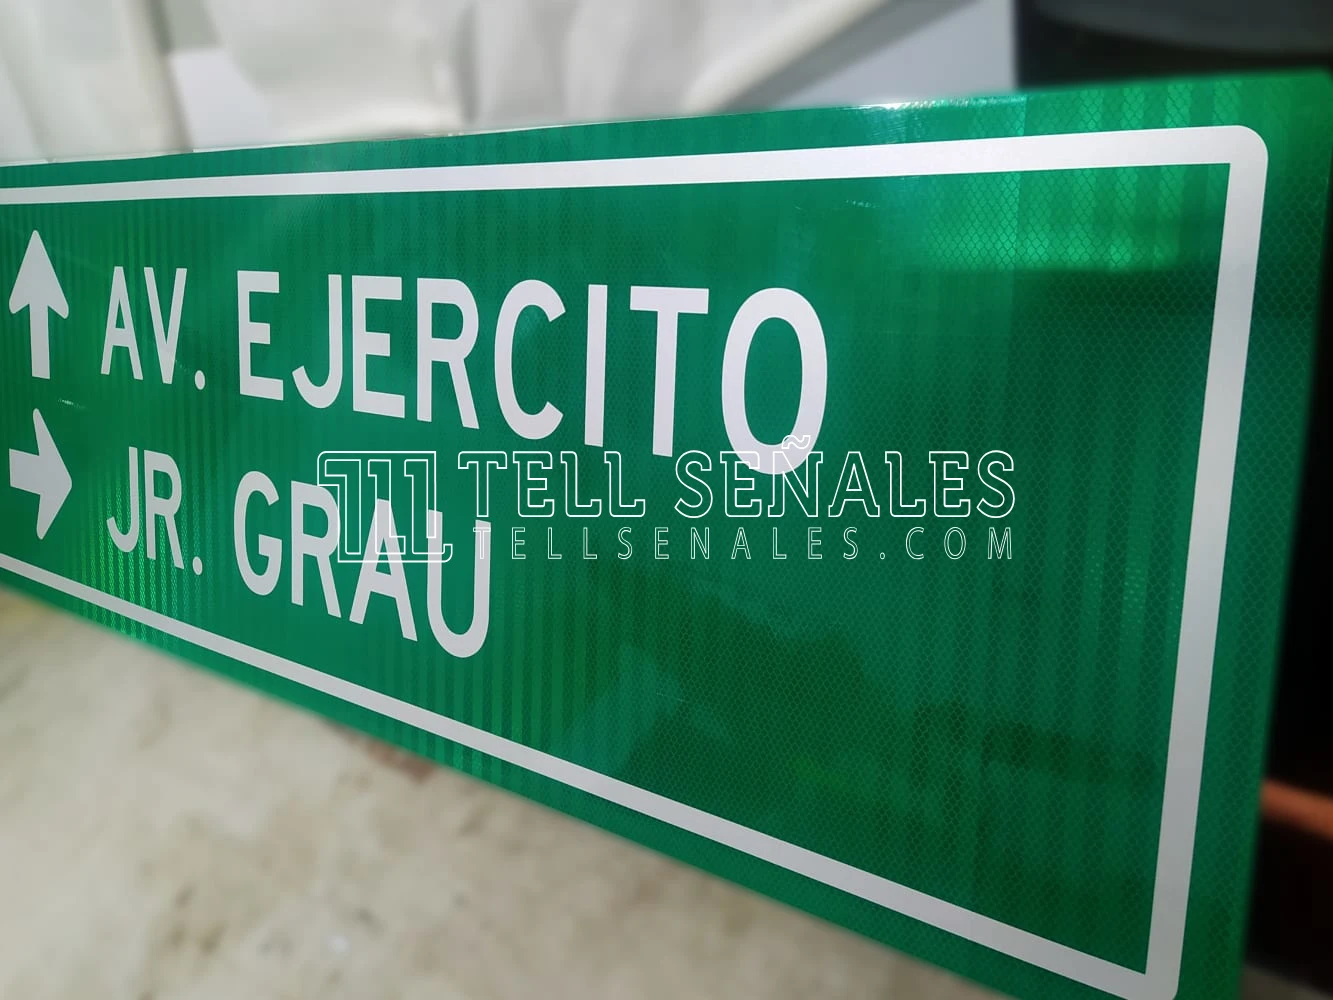 AV. EJERCITO
JR. GRAU
TELL SEÑALES
TELLSENALES.COM